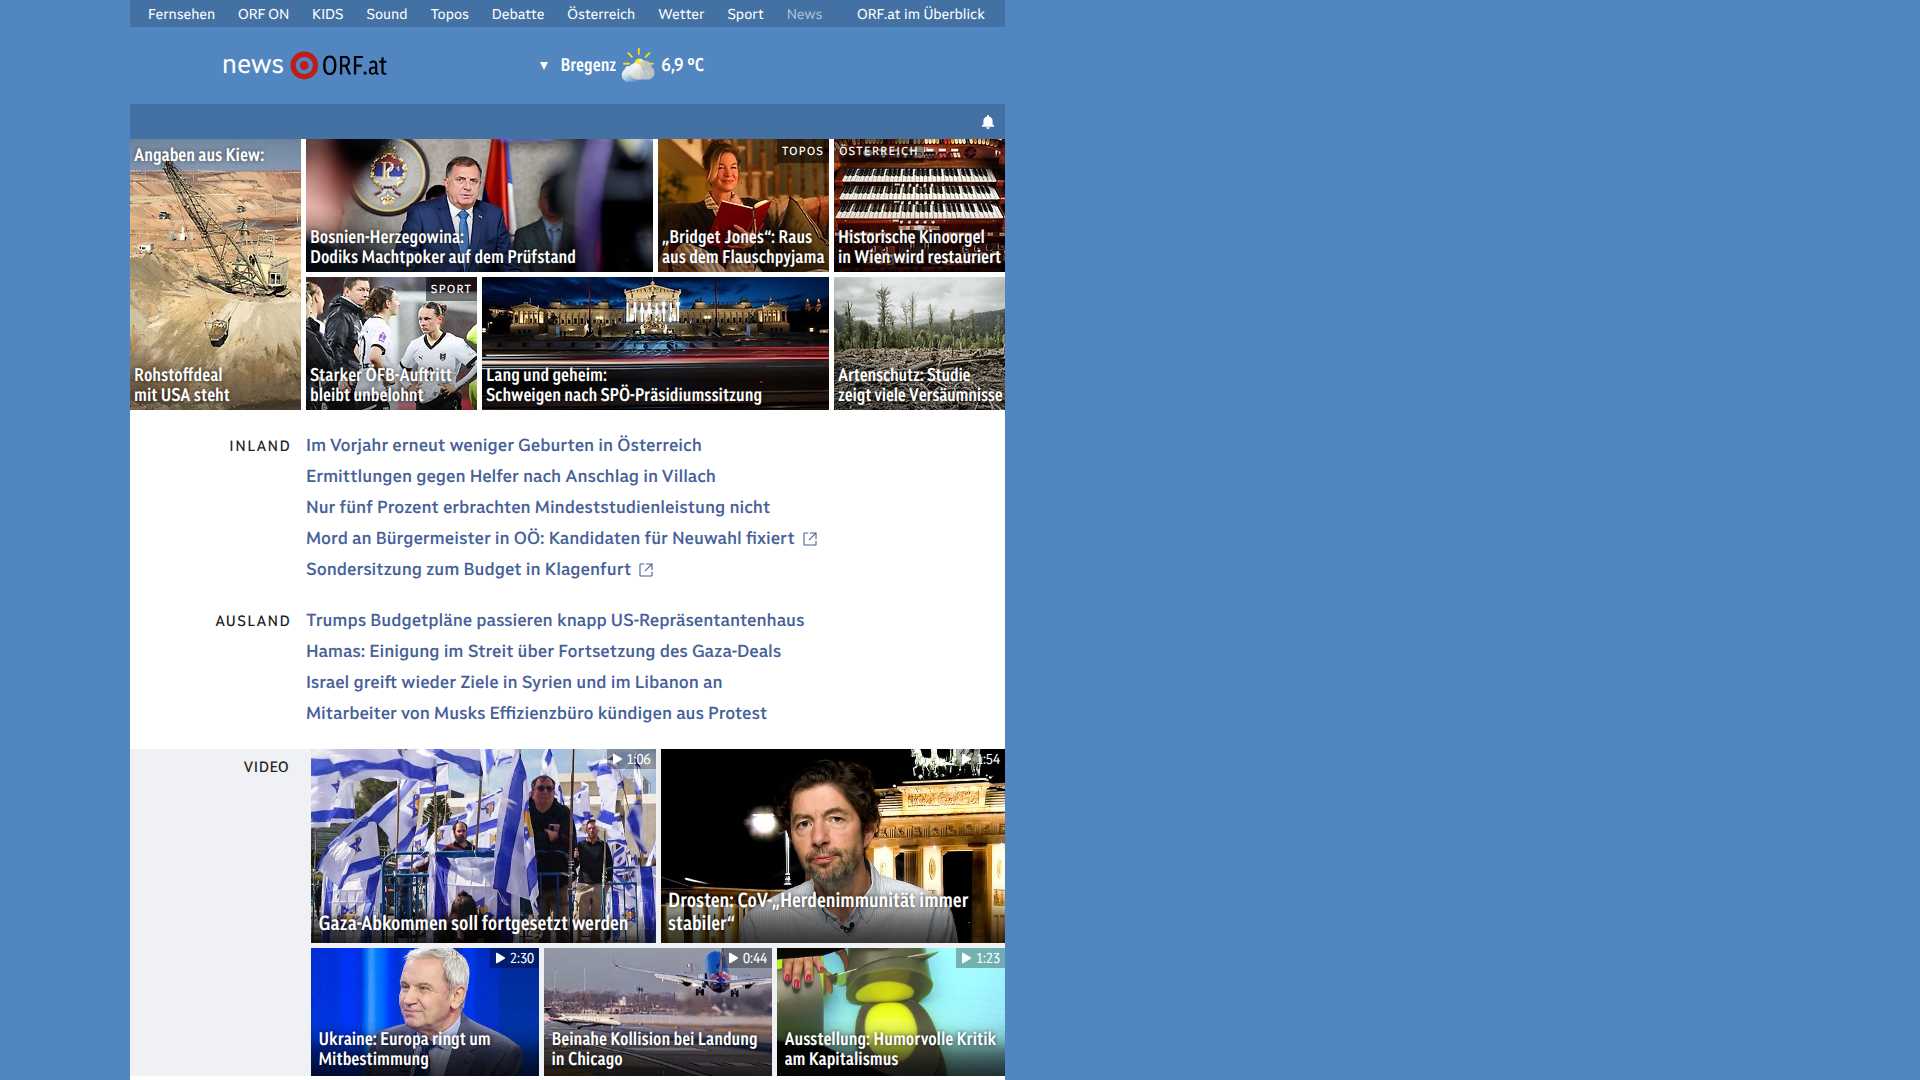 Fernsehen ORF ON KIDS Sound Topos Debatte Österreich Wetter Sport News ORF.at im Überblick
news ORF.at
Bregenz 6,9 °C
Angaben aus Kiew:
Rohstoffdeal
mit USA steht
Bosnien-Herzegowina:
Dodiks Machtpoker auf dem Prüfstand
TOPOS
„Bridget Jones“: Raus
aus dem Flauschpyjama
ÖSTERREICH
Historische Kinoorgel
in Wien wird restauriert
SPORT
Starker ÖFB-Auftritt
bleibt unbelohnt
Lang und geheim:
Schweigen nach SPÖ-Präsidiumssitzung
Artenschutz: Studie
zeigt viele Versäumnisse
INLAND
Im Vorjahr erneut weniger Geburten in Österreich
Ermittlungen gegen Helfer nach Anschlag in Villach
Nur fünf Prozent erbrachten Mindeststudienleistung nicht
Mord an Bürgermeister in OÖ: Kandidaten für Neuwahl fixiert
Sondersitzung zum Budget in Klagenfurt
AUSLAND
Trumps Budgetpläne passieren knapp US-Repräsentantenhaus
Hamas: Einigung im Streit über Fortsetzung des Gaza-Deals
Israel greift wieder Ziele in Syrien und im Libanon an
Mitarbeiter von Musks Effizienzbüro kündigen aus Protest
VIDEO
1:06
Gaza-Abkommen soll fortgesetzt werden
1:54
Drosten: CoV-„Herdenimmunität immer
stabiler“
2:30
Ukraine: Europa ringt um
Mitbestimmung
0:44
Beinahe Kollision bei Landung
in Chicago
1:23
Ausstellung: Humorvolle Kritik
am Kapitalismus